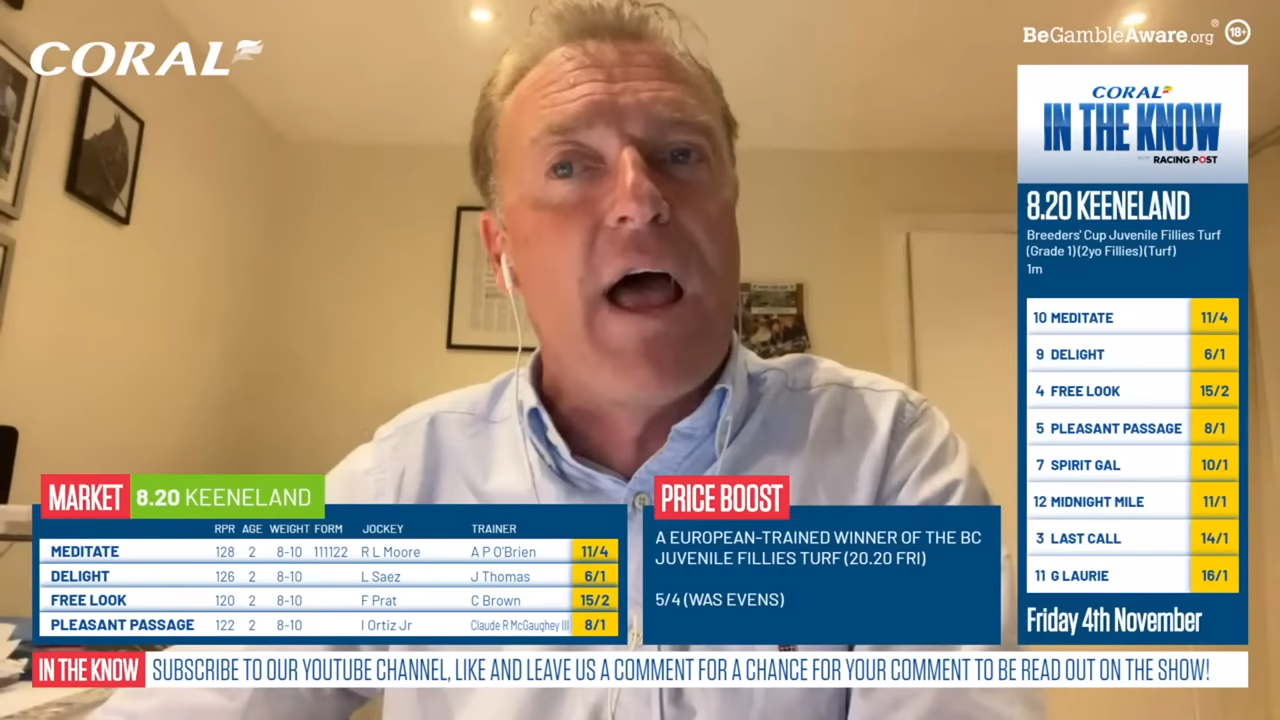 CORAL
BeGambleAware.org® 18+
CORAL
IN THE KNOW
WITH RACING POST
8.20 KEENELAND
Breeders' Cup Juvenile Fillies Turf
(Grade 1)(2yo Fillies)(Turf)
1m
10 MEDITATE 11/4
9 DELIGHT 6/1
4 FREE LOOK 15/2
5 PLEASANT PASSAGE 8/1
7 SPIRIT GAL 10/1
12 MIDNIGHT MILE 11/1
3 LAST CALL 14/1
11 G LAURIE 16/1
Friday 4th November
MARKET 8.20 KEENELAND
RPR AGE WEIGHT FORM JOCKEY TRAINER
MEDITATE 128 2 8-10 111122 R L Moore A P O'Brien 11/4
DELIGHT 126 2 8-10 L Saez J Thomas 6/1
FREE LOOK 120 2 8-10 F Prat C Brown 15/2
PLEASANT PASSAGE 122 2 8-10 I Ortiz Jr Claude R McGaughey III 8/1
PRICE BOOST
A EUROPEAN-TRAINED WINNER OF THE BC
JUVENILE FILLIES TURF (20.20 FRI)
5/4 (WAS EVENS)
IN THE KNOW SUBSCRIBE TO OUR YOUTUBE CHANNEL, LIKE AND LEAVE US A COMMENT FOR A CHANCE FOR YOUR COMMENT TO BE READ OUT ON THE SHOW!